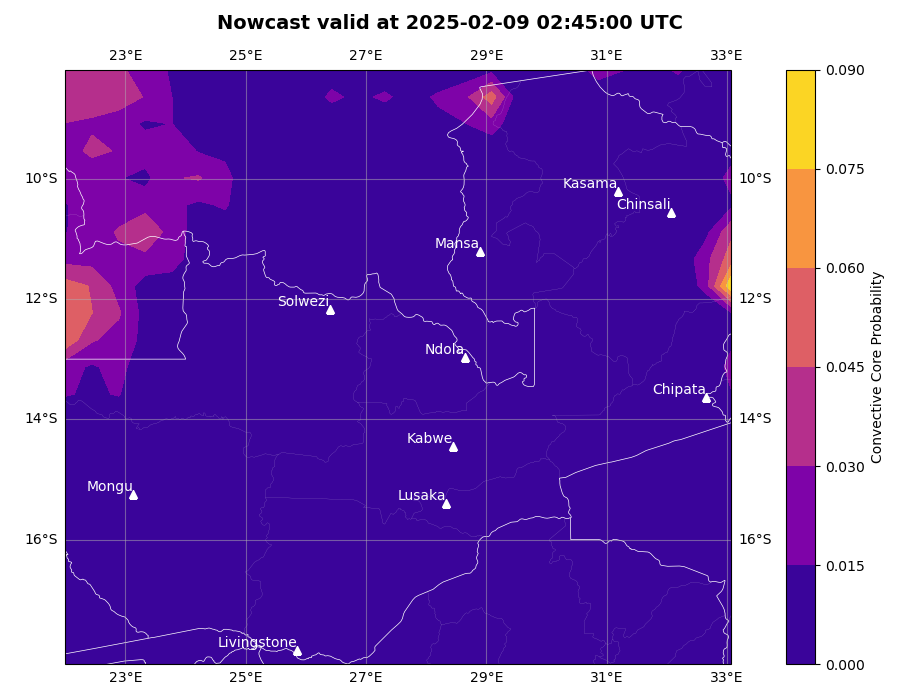 Nowcast valid at 2025-02-09 02:45:00 UTC
23°E 25°E 27°E 29°E 31°E 33°E
0.090
0.075
10°S Kasama 10°S
Chinsali
Mansa
0.060
12°S Solwezi 12°S
Ndola
0.045
Chipata
14°S 14°S
Kabwe
0.030
Mongu Lusaka
16°S 16°S
0.015
Livingstone
0.000
23°E 25°E 27°E 29°E 31°E 33°E
Convective Core Probability